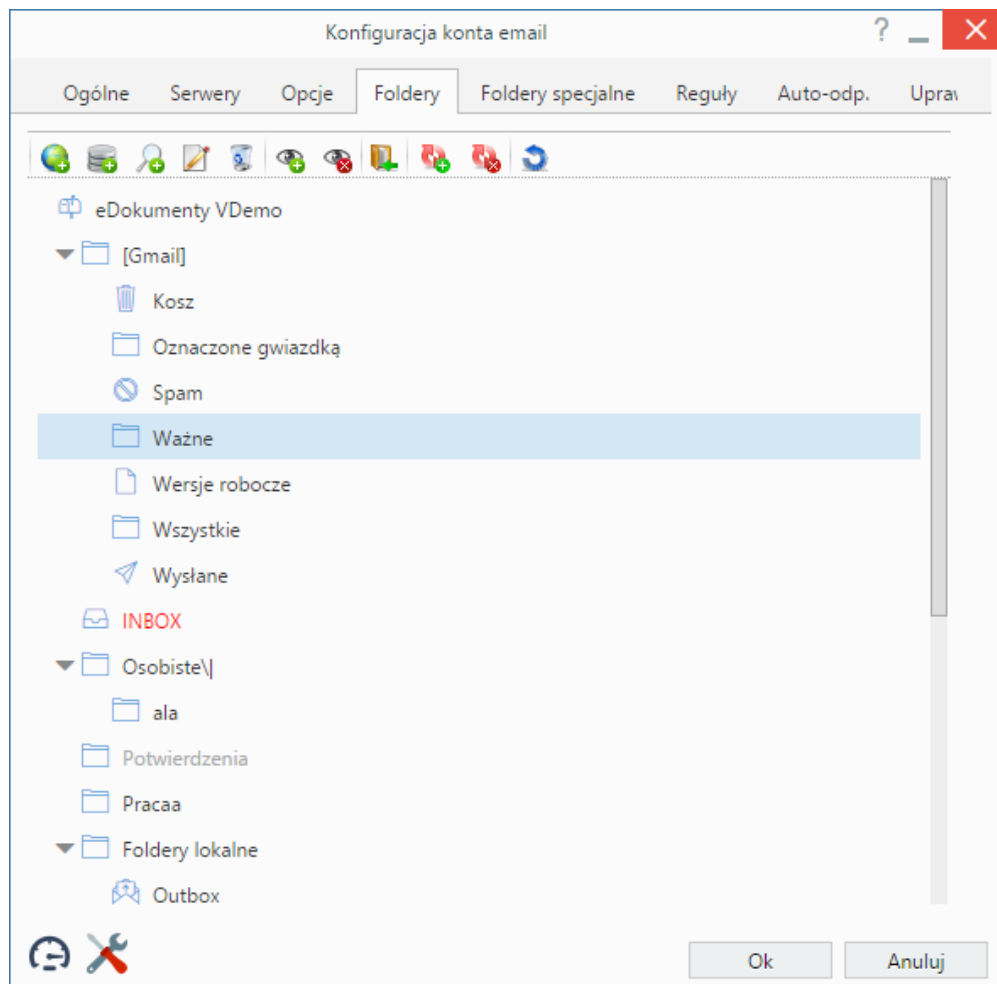 Konfiguracja konta email ?
Ogólne Serwery Opcje Foldery Foldery specjalne Reguły Auto-odp.
eDokumenty VDemo
[Gmail]
Kosz
Oznaczone gwiazdką
Spam
Ważne
Wersje robocze
Wszystkie
Wysłane
INBOX
Osobiste\|
ala
Potwierdzenia
Pracaa
Foldery lokalne
Outbox
Ok Anuluj